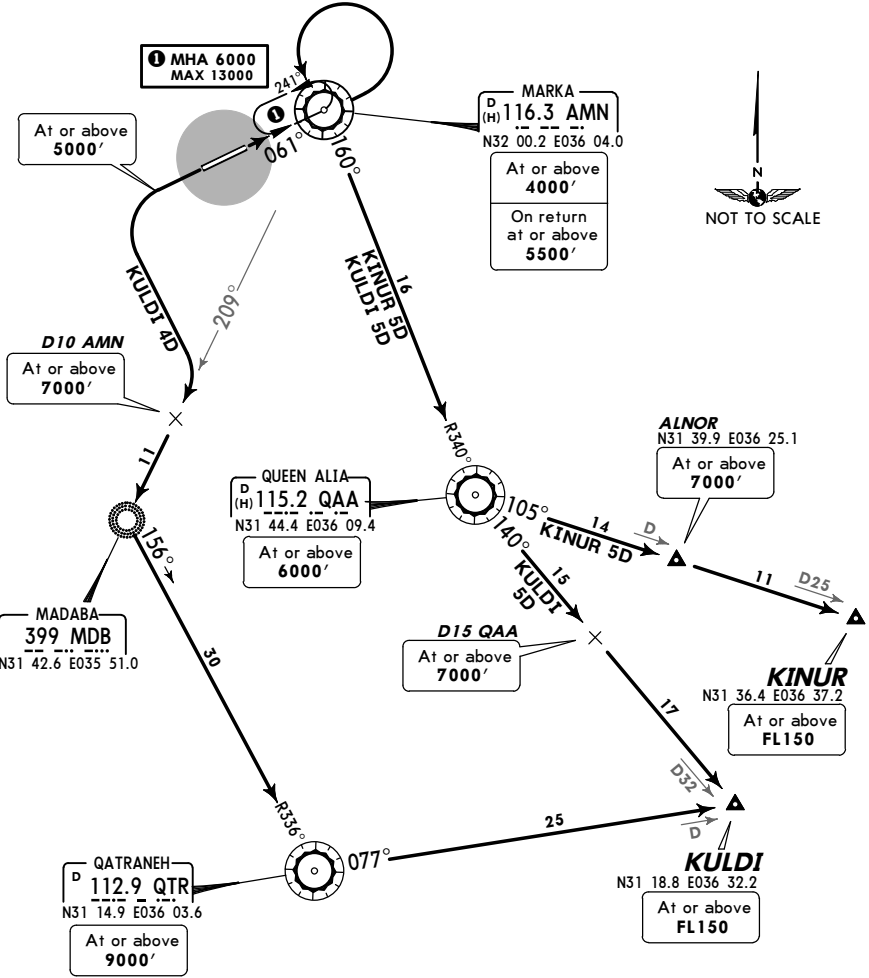 ❶ MHA 6000
MAX 13000
241°
❶
061°
160°
At or above
5000'
MARKA
D
(H) 116.3 AMN
N32 00.2 E036 04.0
At or above
4000'
On return
at or above
5500'
N
NOT TO SCALE
KULDI 4D
209°
16
KINUR 5D
KULDI 5D
D10 AMN
At or above
7000'
11
R340°
ALNOR
N31 39.9 E036 25.1
At or above
7000'
QUEEN ALIA
D
(H) 115.2 QAA
N31 44.4 E036 09.4
At or above
6000'
105°
14
KINUR 5D
D
140°
15
KULDI
5D
11
D25
156°
MADABA
399 MDB
N31 42.6 E035 51.0
D15 QAA
At or above
7000'
30
KINUR
N31 36.4 E036 37.2
At or above
FL150
17
D32
D
R336°
077°
25
QATRANEH
D 112.9 QTR
N31 14.9 E036 03.6
At or above
9000'
KULDI
N31 18.8 E036 32.2
At or above
FL150